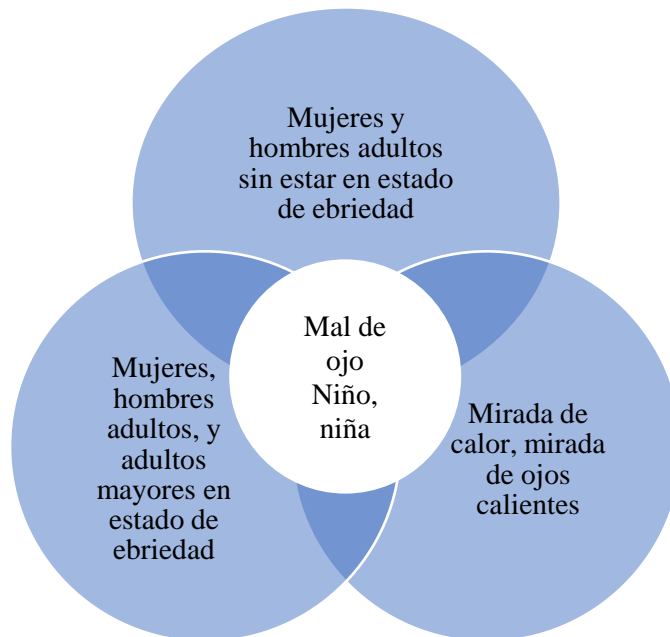 Mujeres y
hombres adultos
sin estar en estado
de ebriedad
Mal de
ojo
Niño,
niña
Mujeres,
hombres
adultos, y
adultos
mayores en
estado de
ebriedad
Mirada de
calor, mirada
de ojos
calientes